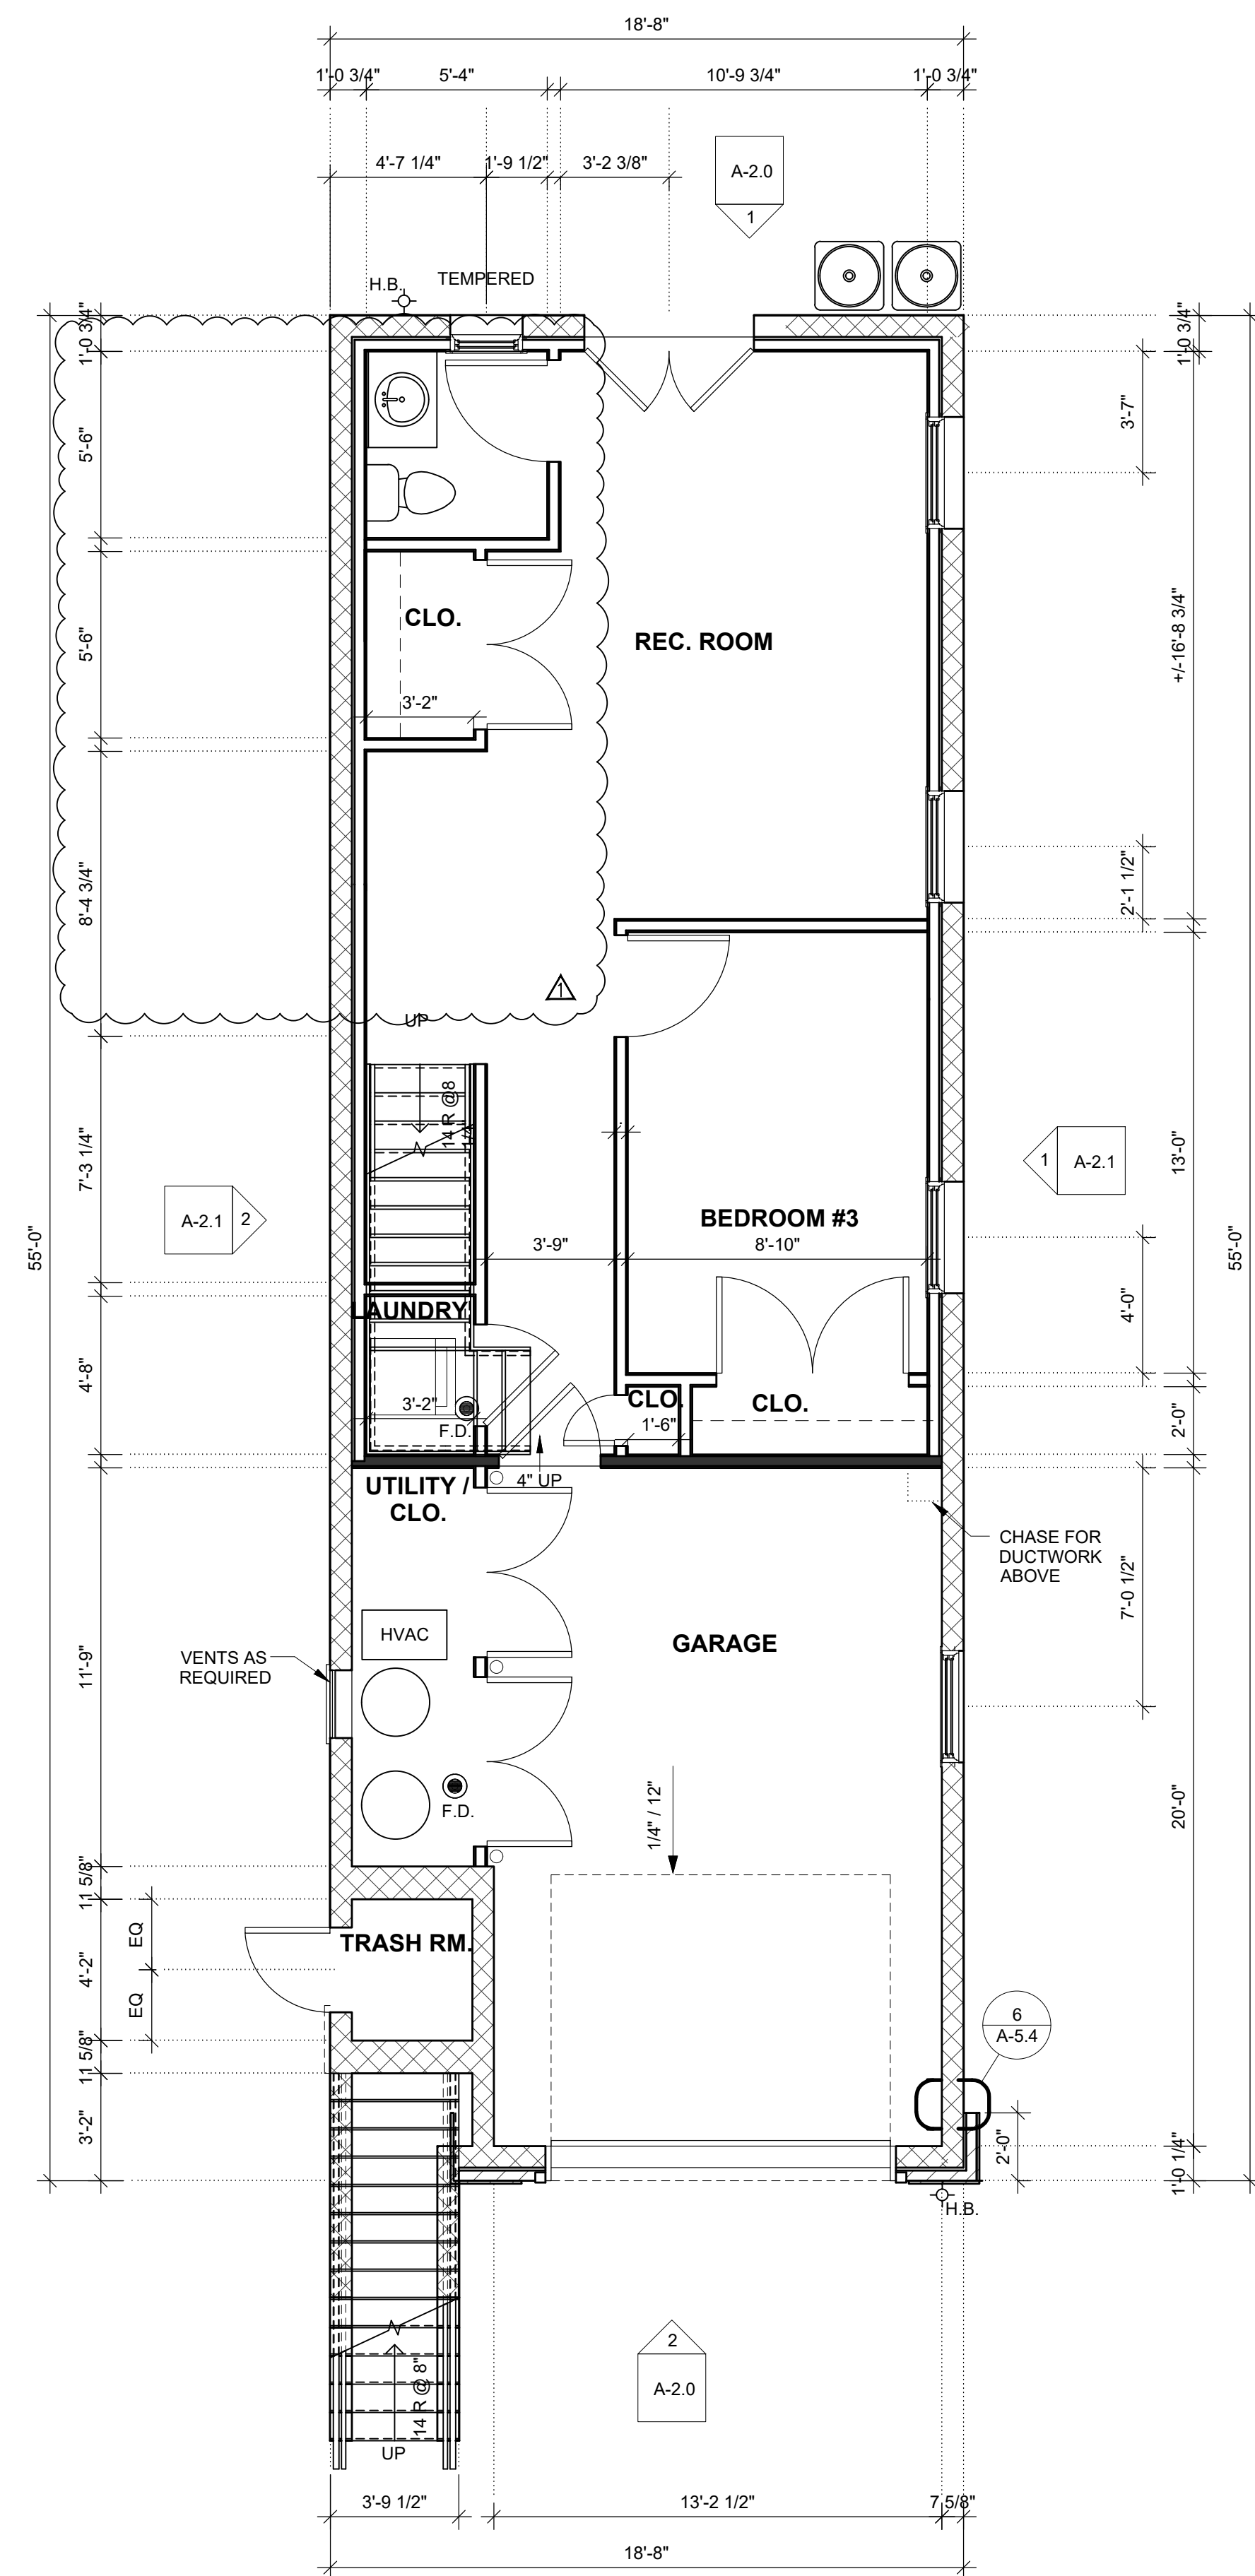 18'-8"
1'-0 3/4" 5'-4" 10'-9 3/4" 1'-0 3/4"
4'-7 1/4" 1'-9 1/2" 3'-2 3/8"
A-2.0
1
H.B. TEMPERED
1'-0 3/4"
1'-0 3/4"
3'-7"
5'-6"
CLO.
REC. ROOM
5'-6"
+/-16'-8 3/4"
3'-2"
8'-4 3/4"
2'-1 1/2"
1
UP
14 R @8
7'-3 1/4"
13'-0"
1 A-2.1
A-2.1 2
BEDROOM #3
55'-0"
55'-0"
3'-9" 8'-10"
LAUNDRY
4'-0"
4'-8"
3'-2"
F.D.
CLO.
1'-6"
CLO.
2'-0"
4" UP
UTILITY /
CLO.
CHASE FOR
DUCTWORK
ABOVE
7'-0 1/2"
HVAC
GARAGE
VENTS AS
REQUIRED
11'-9"
F.D.
1/4" / 12"
20'-0"
11 5/8"
EQ
TRASH RM.
4'-2"
EQ
6
A-5.4
11 5/8"
3'-2"
2'-0"
1'-0 1/4"
H.B.
2
A-2.0
14 R @ 8"
UP
3'-9 1/2" 13'-2 1/2" 7 5/8"
18'-8"